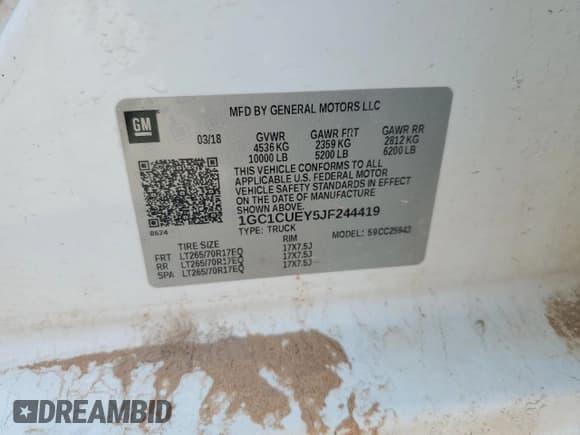 MFD BY GENERAL MOTORS LLC
GM
03/18 GVWR GAWR FRT GAWR RR
4536 KG 2359 KG 2812 KG
10000 LB 5200 LB 6200 LB
THIS VEHICLE CONFORMS TO ALL
APPLICABLE U.S. FEDERAL MOTOR
VEHICLE SAFETY STANDARDS IN EFFECT
ON THE DATE OF MANUFACTURE
SHOWN ABOVE.
1GC1CUEY5JF244419
8624
TYPE: TRUCK MODEL: 59CC25943
TIRE SIZE RIM
FRT LT265/70R17EQ 17X7.5J
RR LT265/70R17EQ 17X7.5J
SPA LT265/70R17EQ 17X7.5J
DREAMBID